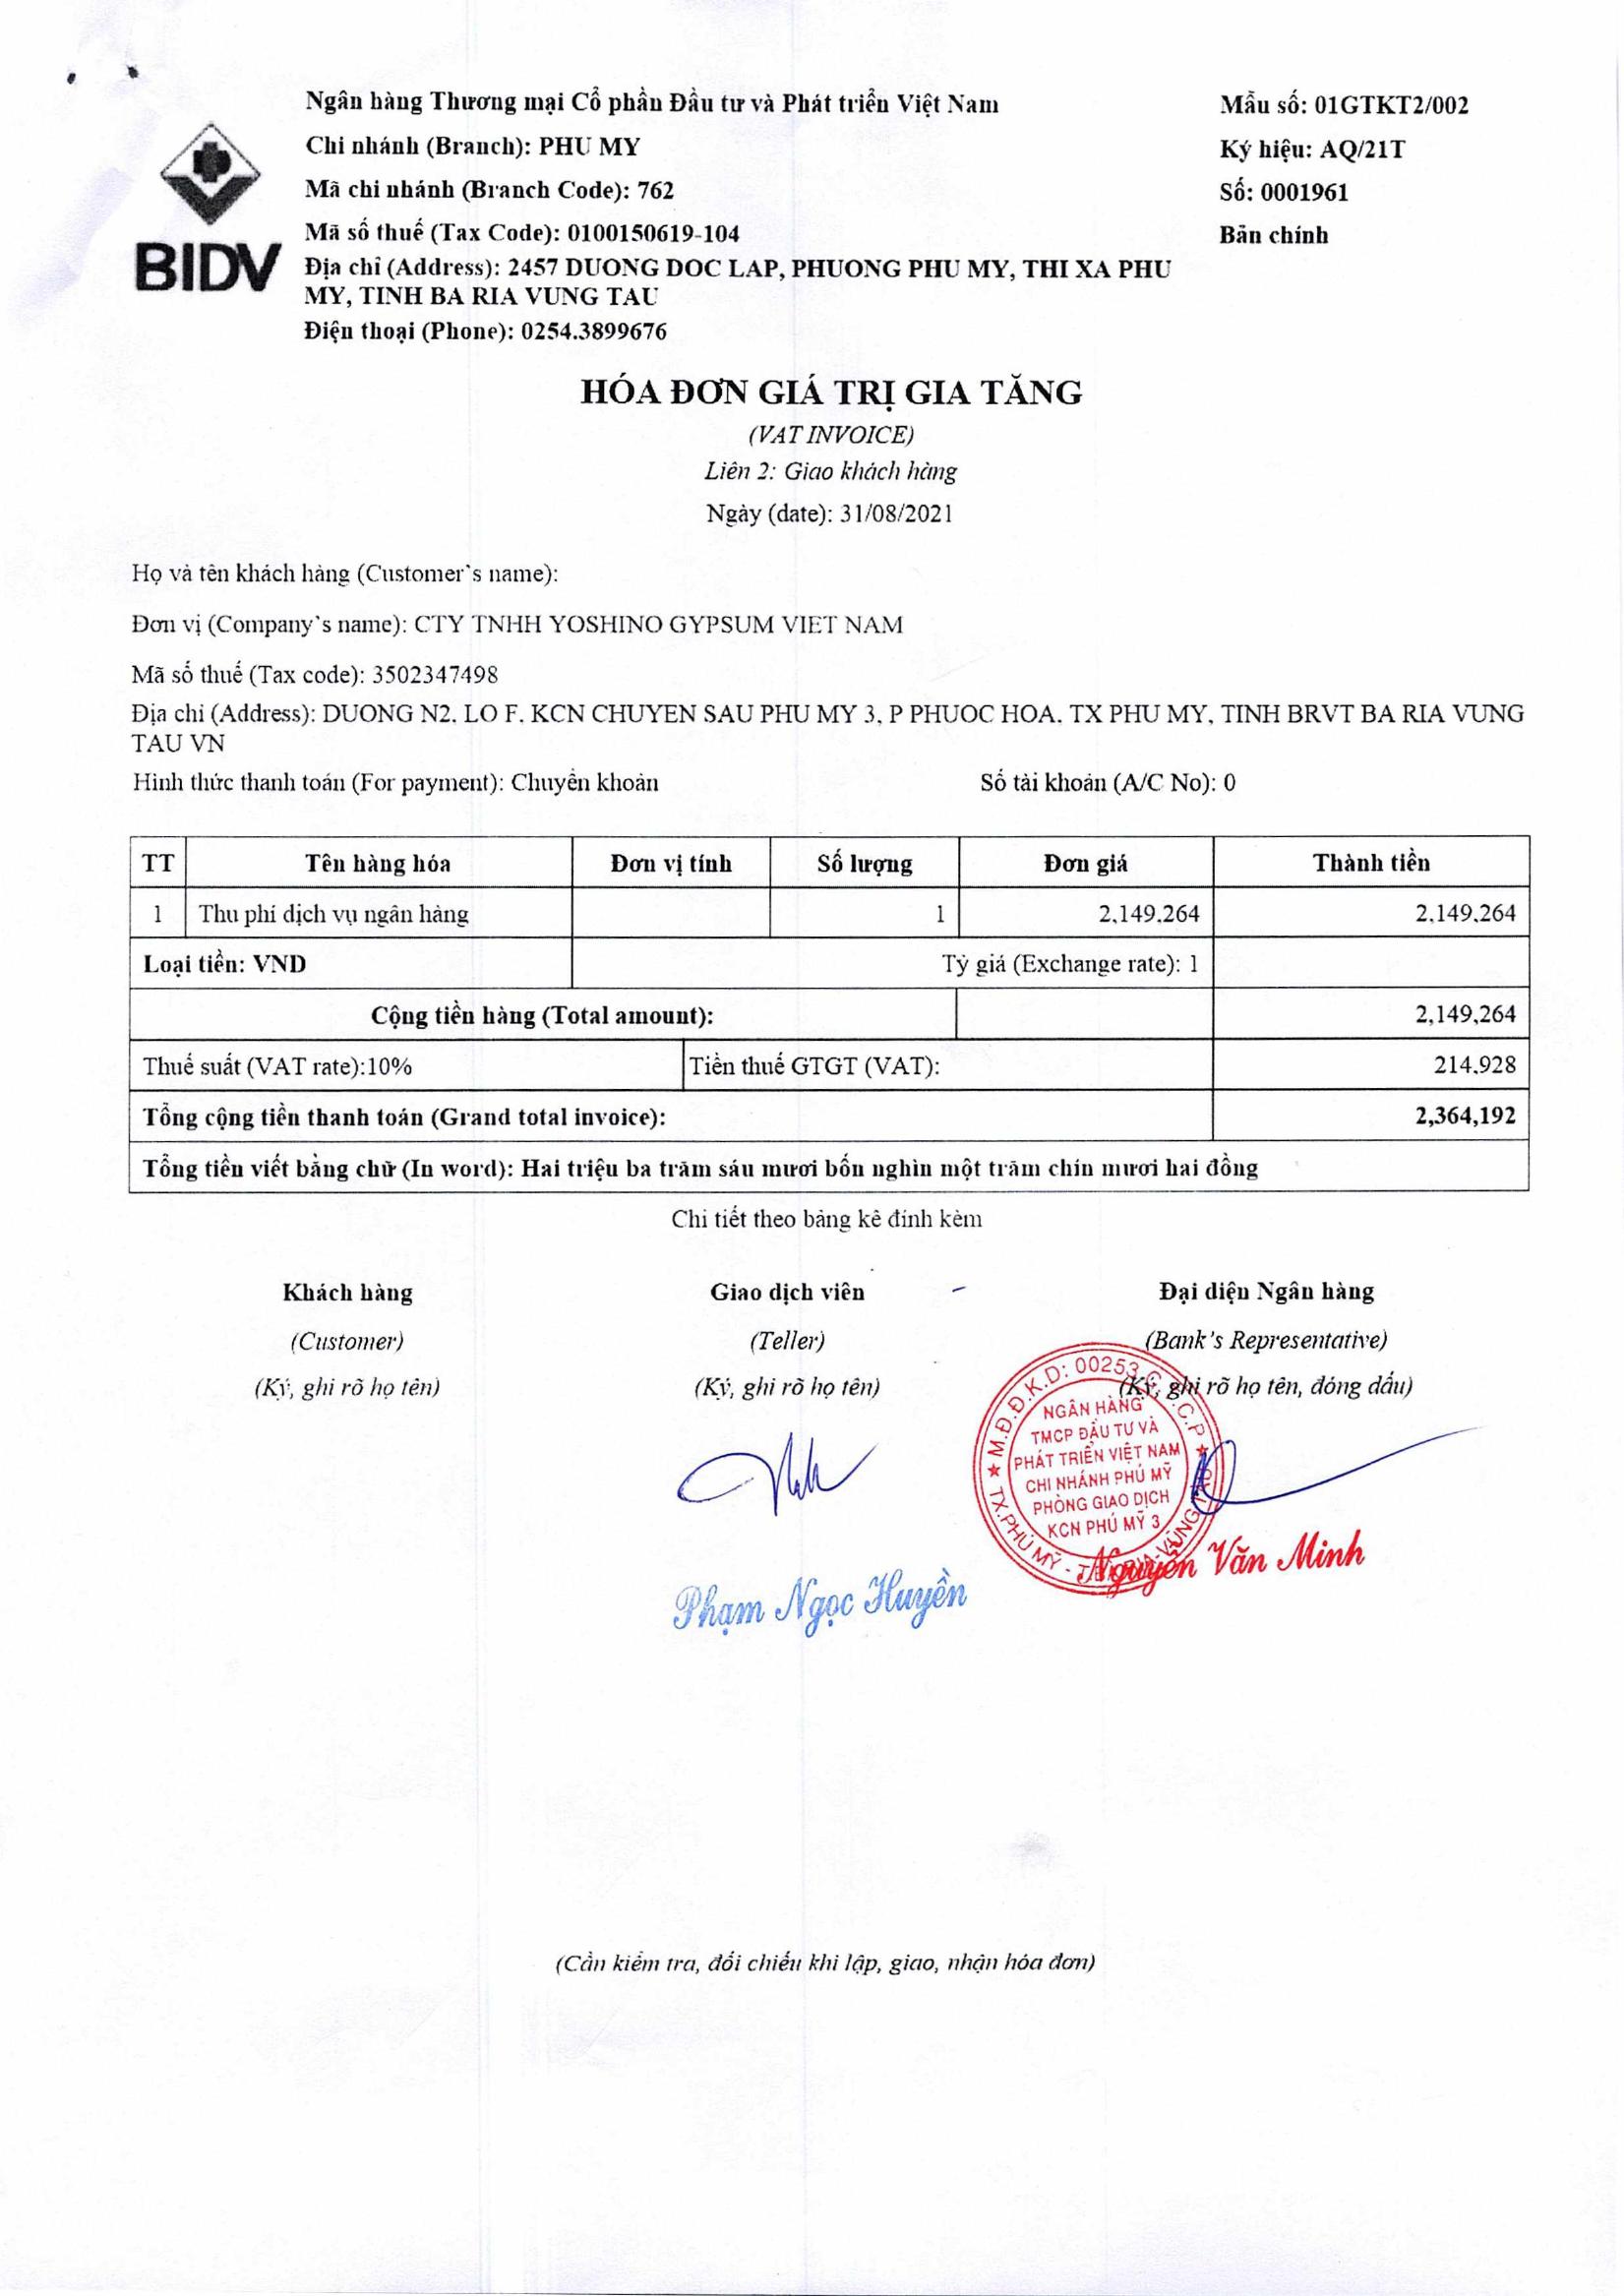 BIDV
Ngân hàng Thương mại Cổ phần Đầu tư và Phát triển Việt Nam
Chi nhánh (Branch): PHU MY
Mã chi nhánh (Branch Code): 762
Mã số thuế (Tax Code): 0100150619-104
Địa chỉ (Address): 2457 DUONG DOC LAP, PHUONG PHU MY, THI XA PHU
MY, TINH BA RIA VUNG TAU
Điện thoại (Phone): 0254.3899676
Mẫu số: 01GTKT2/002
Ký hiệu: AQ/21T
Số: 0001961
Bản chính
HÓA ĐƠN GIÁ TRỊ GIA TĂNG
(VAT INVOICE)
Liên 2: Giao khách hàng
Ngày (date): 31/08/2021
Họ và tên khách hàng (Customer`s name):
Đơn vị (Company`s name): CTY TNHH YOSHINO GYPSUM VIET NAM
Mã số thuế (Tax code): 3502347498
Địa chỉ (Address): DUONG N2, LO F, KCN CHUYEN SAU PHU MY 3, P PHUOC HOA, TX PHU MY, TINH BRVT BA RIA VUNG
TAU VN
Hình thức thanh toán (For payment): Chuyển khoản Số tài khoản (A/C No): 0
TT Tên hàng hóa Đơn vị tính Số lượng Đơn giá Thành tiền
1 Thu phí dịch vụ ngân hàng 1 2,149,264 2,149,264
Loại tiền: VND Tỷ giá (Exchange rate): 1
Cộng tiền hàng (Total amount): 2,149,264
Thuế suất (VAT rate):10% Tiền thuế GTGT (VAT): 214,928
Tổng cộng tiền thanh toán (Grand total invoice): 2,364,192
Tổng tiền viết bằng chữ (In word): Hai triệu ba trăm sáu mươi bốn nghìn một trăm chín mươi hai đồng
Chi tiết theo bảng kê đính kèm
Khách hàng Giao dịch viên Đại diện Ngân hàng
(Customer) (Teller) (Bank's Representative)
(Ký, ghi rõ họ tên) (Ký, ghi rõ họ tên) (Ký, ghi rõ họ tên, đóng dấu)
M.Đ.Đ.K.D: 00253
NGÂN HÀNG
TMCP ĐẦU TƯ VÀ
PHÁT TRIỂN VIỆT NAM
CHI NHÁNH PHÚ MỸ
PHÒNG GIAO DỊCH
KCN PHÚ MỸ 3
TX.PHÚ MỸ
Nguyễn Văn Minh
Phạm Ngọc Huyền
(Cần kiểm tra, đối chiếu khi lập, giao, nhận hóa đơn)